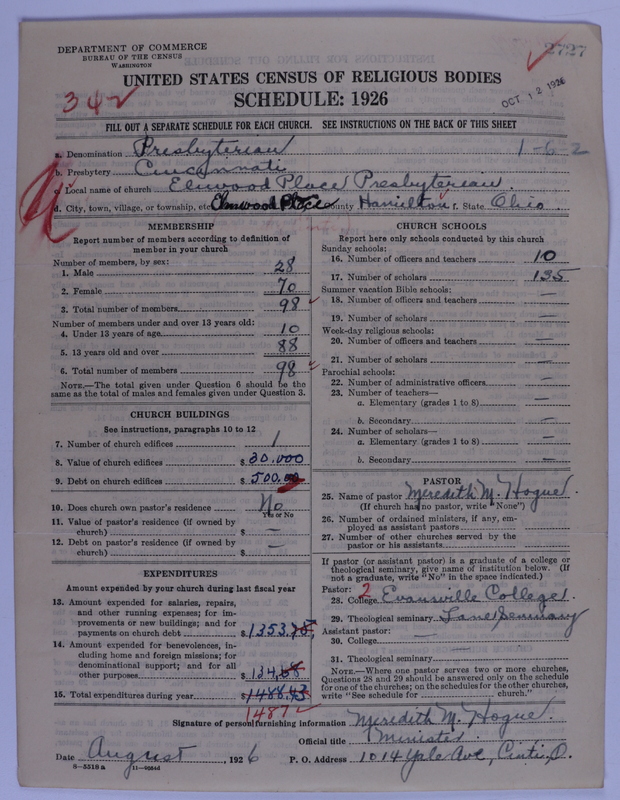 DEPARTMENT OF COMMERCE
BUREAU OF THE CENSUS
WASHINGTON
2727
UNITED STATES CENSUS OF RELIGIOUS BODIES
342
SCHEDULE: 1926
OCT 12 1926
FILL OUT A SEPARATE SCHEDULE FOR EACH CHURCH. SEE INSTRUCTIONS ON THE BACK OF THIS SHEET
a. Denomination Presbyterian 1-6-2
b. Presbytery Cincinnati
c. Local name of church Elmwood Place Presbyterian
d. City, town, village, or township, etc. Elmwood Place County Hamilton f. State Ohio
MEMBERSHIP
Report number of members according to definition of
member in your church
Number of members, by sex:
1. Male 28
2. Female 70
3. Total number of members 98
Number of members under and over 13 years old:
4. Under 13 years of age 10
5. 13 years old and over 88
6. Total number of members 98
NOTE.—The total given under Question 6 should be the
same as the total of males and females given under Question 3.
CHURCH BUILDINGS
See instructions, paragraphs 10 to 12
7. Number of church edifices 1
8. Value of church edifices $30.000
9. Debt on church edifices $500.00
10. Does church own pastor's residence No
Yes or No
11. Value of pastor's residence (if owned by
church) $ —
12. Debt on pastor's residence (if owned by
church) $ —
EXPENDITURES
Amount expended by your church during last fiscal year
13. Amount expended for salaries, repairs,
and other running expenses; for im-
provements or new buildings; and for
payments on church debt $1353.75
14. Amount expended for benevolences, in-
cluding home and foreign missions; for
denominational support; and for all
other purposes $134.68
15. Total expenditures during year $1488.43
1487
CHURCH SCHOOLS
Report here only schools conducted by this church
Sunday schools:
16. Number of officers and teachers 10
17. Number of scholars 135
Summer vacation Bible schools:
18. Number of officers and teachers —
19. Number of scholars —
Week-day religious schools:
20. Number of officers and teachers —
21. Number of scholars —
Parochial schools:
22. Number of administrative officers —
23. Number of teachers—
a. Elementary (grades 1 to 8) —
b. Secondary —
24. Number of scholars—
a. Elementary (grades 1 to 8) —
b. Secondary —
PASTOR
25. Name of pastor Meredith M. Hogue
(If church has no pastor, write "None")
26. Number of ordained ministers, if any, em-
ployed as assistant pastors —
27. Number of other churches served by the
pastor or his assistants —
If pastor (or assistant pastor) is a graduate of a college or
theological seminary, give name of institution below. (If
not a graduate, write "No" in the space indicated.)
Pastor: 2
28. College Evansville College
29. Theological seminary Lane Seminary
Assistant pastor:
30. College —
31. Theological seminary —
NOTE.—Where one pastor serves two or more churches,
Questions 28 and 29 should be answered only on the schedule
for one of the churches; on the schedules for the other churches,
write "See schedule for church."
Signature of person furnishing information Meredith M. Hogue
Official title Minister
Date August, 1926 P. O. Address 1014 Yale Ave, Cinti, O.
8—5518 a